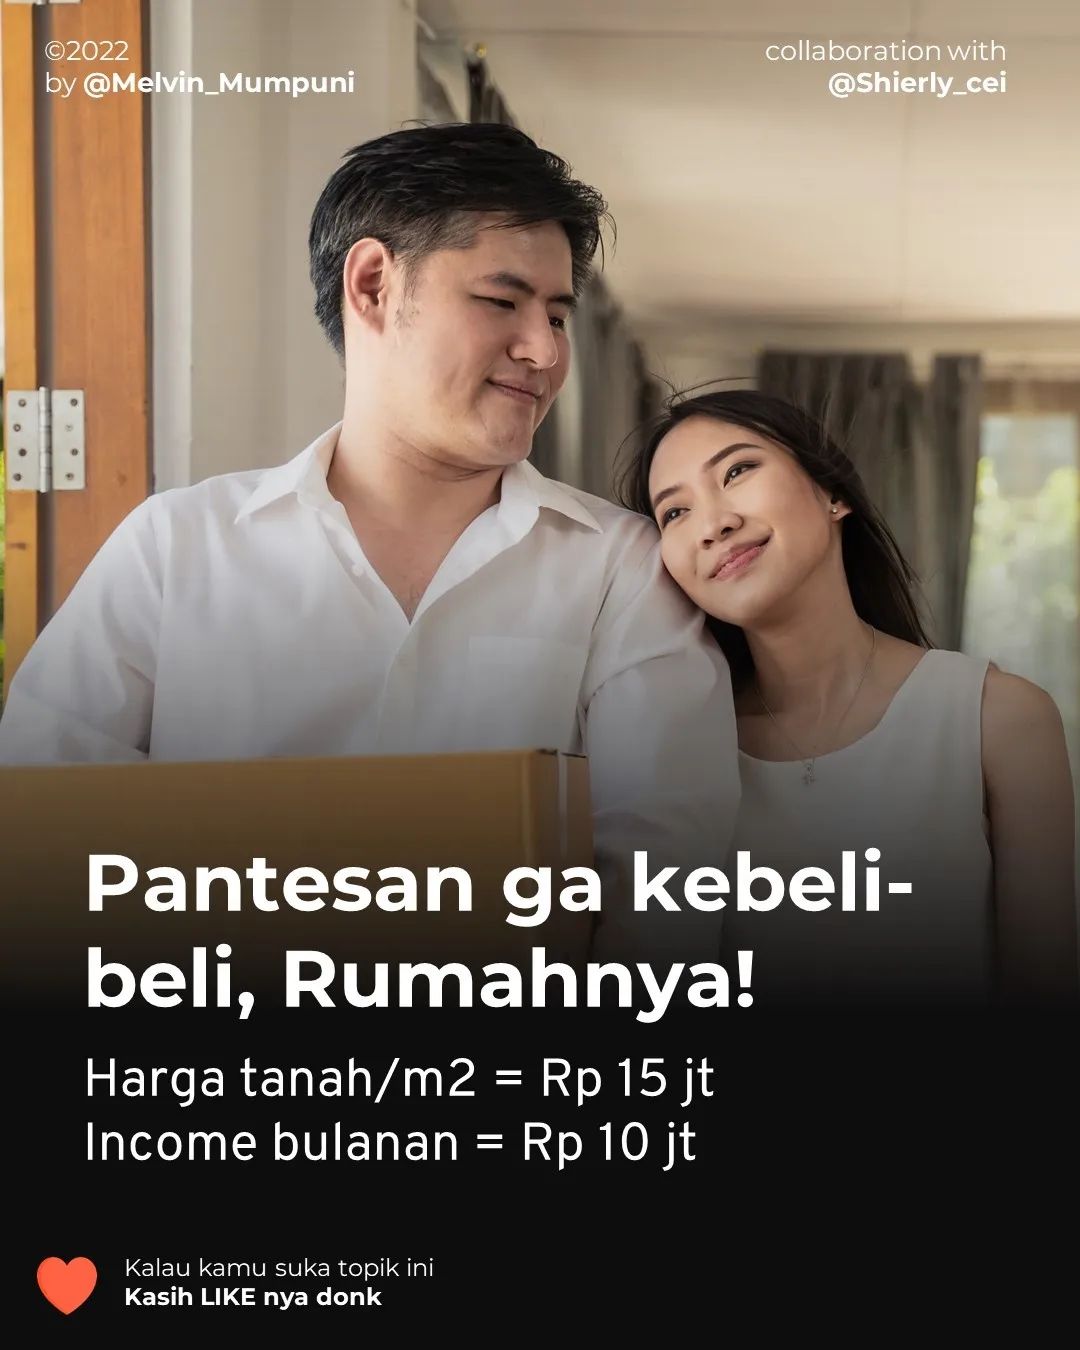 ©2022
by @Melvin_Mumpuni
collaboration with
@Shierly_cei
Pantesan ga kebeli-
beli, Rumahnya!
Harga tanah/m2 = Rp 15 jt
Income bulanan = Rp 10 jt
Kalau kamu suka topik ini
Kasih LIKE nya donk